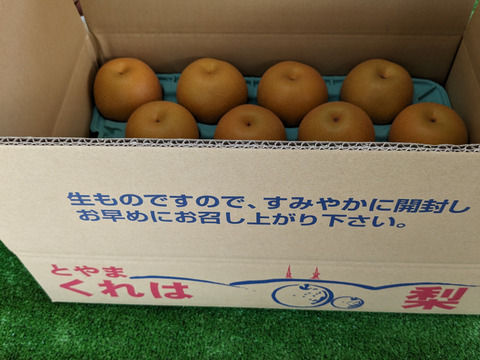 生ものですので、すみやかに開封し
お早めにお召し上がり下さい。
とやま
くれは 梨